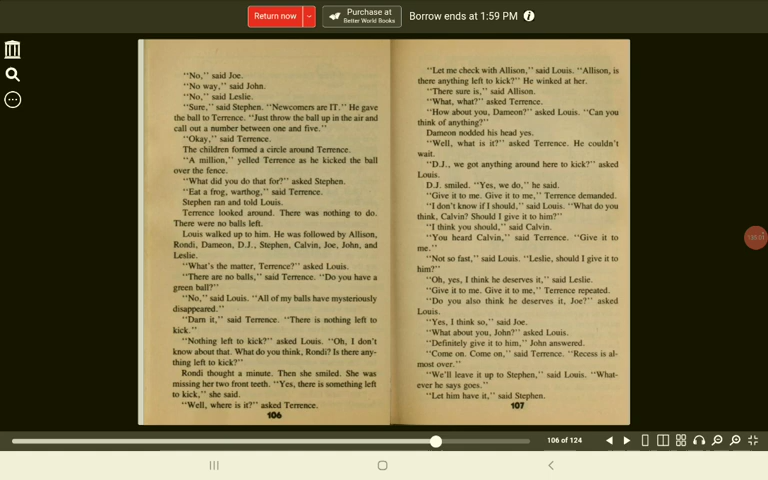 Return now
Purchase at
Better World Books
Borrow ends at 1:59 PM
"No," said Joe.
"No way," said John.
"No," said Leslie.
"Sure," said Stephen. "Newcomers are IT." He gave
the ball to Terrence. "Just throw the ball up in the air and
call out a number between one and five."
"Okay," said Terrence.
The children formed a circle around Terrence.
"A million," yelled Terrence as he kicked the ball
over the fence.
"What did you do that for?" asked Stephen.
"Eat a frog, warthog," said Terrence.
Stephen ran and told Louis.
Terrence looked around. There was nothing to do.
There were no balls left.
Louis walked up to him. He was followed by Allison,
Rondi, Dameon, D.J., Stephen, Calvin, Joe, John, and
Leslie.
"What's the matter, Terrence?" asked Louis.
"There are no balls," said Terrence. "Do you have a
green ball?"
"No," said Louis. "All of my balls have mysteriously
disappeared."
"Darn it," said Terrence. "There is nothing left to
kick."
"Nothing left to kick?" asked Louis. "Oh, I don't
know about that. What do you think, Rondi? Is there any-
thing left to kick?"
Rondi thought a minute. Then she smiled. She was
missing her two front teeth. "Yes, there is something left
to kick," she said.
"Well, where is it?" asked Terrence.
106
"Let me check with Allison," said Louis. "Allison, is
there anything left to kick?" He winked at her.
"There sure is," said Allison.
"What, what?" asked Terrence.
"How about you, Dameon?" asked Louis. "Can you
think of anything?"
Dameon nodded his head yes.
"Well, what is it?" asked Terrence. He couldn't
wait.
"D.J., we got anything around here to kick?" asked
Louis.
D.J. smiled. "Yes, we do," he said.
"Give it to me. Give it to me," Terrence demanded.
"I don't know if I should," said Louis. "What do you
think, Calvin? Should I give it to him?"
"I think you should," said Calvin.
"You heard Calvin," said Terrence. "Give it to
me."
"Not so fast," said Louis. "Leslie, should I give it to
him?"
"Oh, yes, I think he deserves it," said Leslie.
"Give it to me. Give it to me," Terrence repeated.
"Do you also think he deserves it, Joe?" asked
Louis.
"Yes, I think so," said Joe.
"What about you, John?" asked Louis.
"Definitely give it to him," John answered.
"Come on. Come on," said Terrence. "Recess is al-
most over."
"We'll leave it up to Stephen," said Louis. "What-
ever he says goes."
"Let him have it," said Stephen.
107
106 of 124